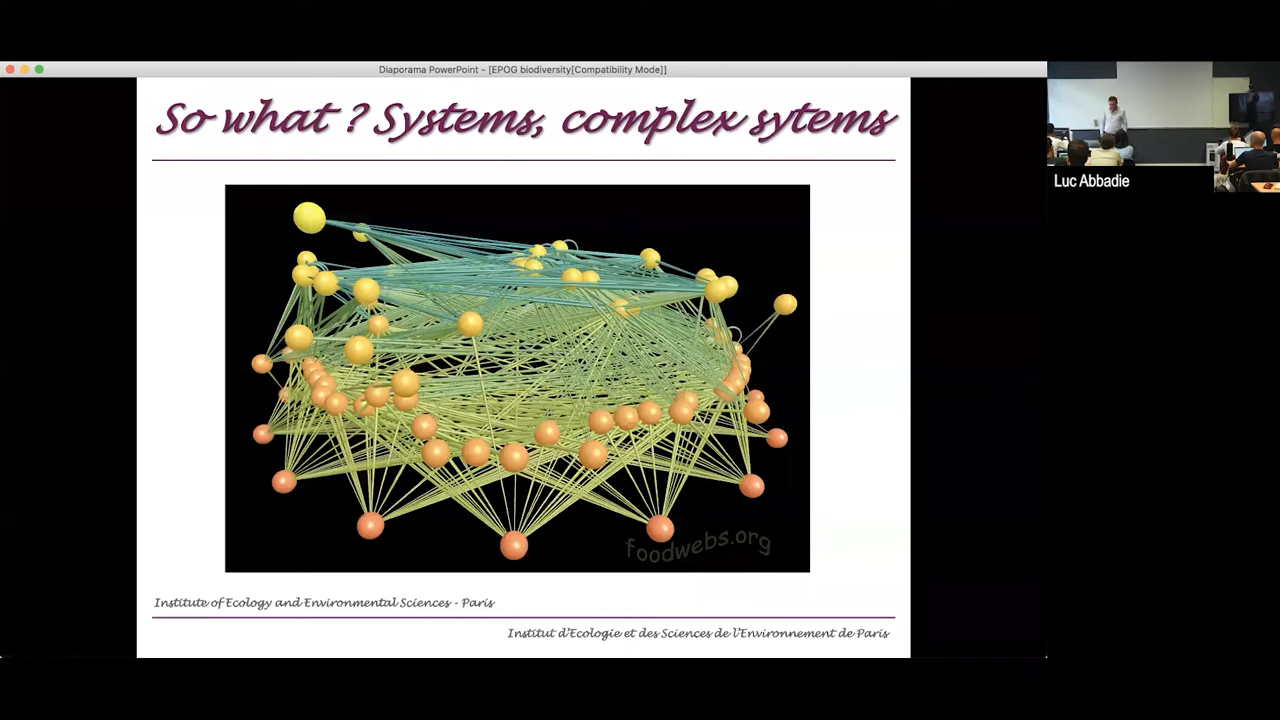 Diaporama PowerPoint - [EPOG biodiversity[Compatibility Mode]]
So what ? Systems, complex sytems
Luc Abbadie
foodwebs.org
Institute of Ecology and Environmental Sciences - Paris
Institut d'Ecologie et des Sciences de l'Environnement de Paris